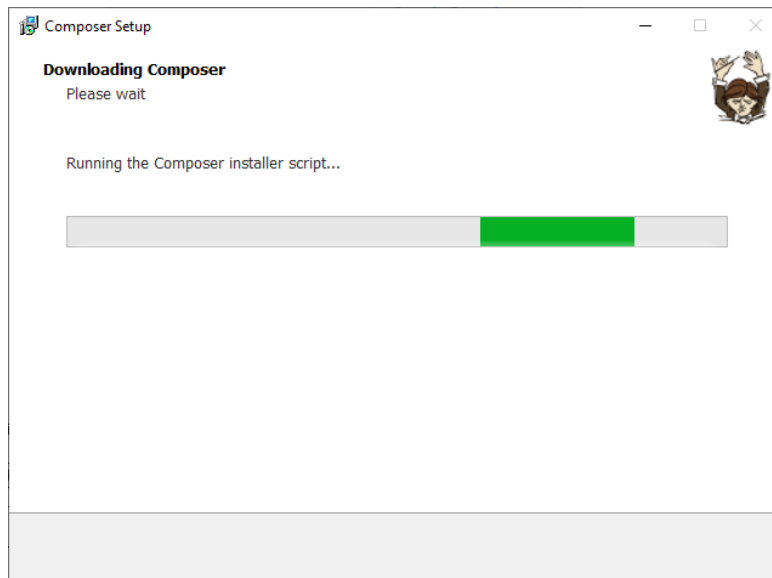 Composer Setup
Downloading Composer
Please wait
Running the Composer installer script...